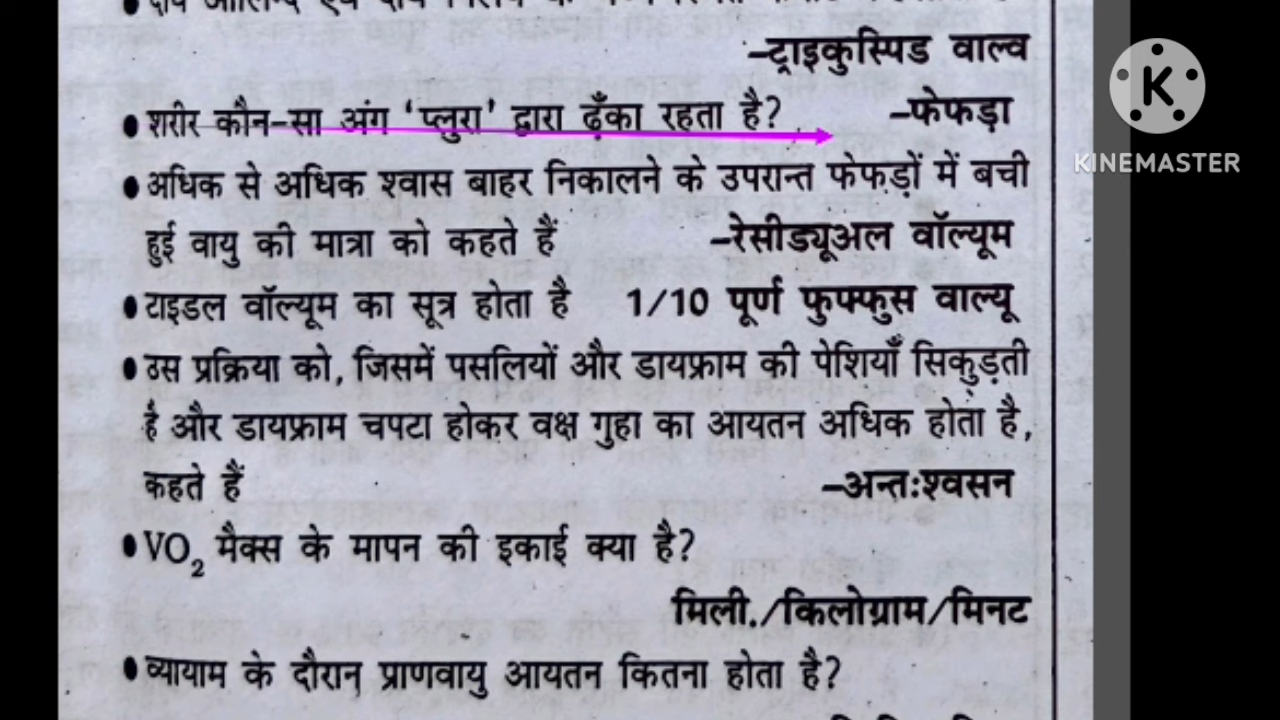 –ट्राइकुस्पिड वाल्व
• शरीर कौन-सा अंग 'प्लुरा' द्वारा ढ़ँका रहता है? –फेफड़ा
K
KINEMASTER
• अधिक से अधिक श्वास बाहर निकालने के उपरान्त फेफड़ों में बची
हुई वायु की मात्रा को कहते हैं –रेसीड्यूअल वॉल्यूम
• टाइडल वॉल्यूम का सूत्र होता है 1/10 पूर्ण फुफ्फुस वाल्यू
• उस प्रक्रिया को, जिसमें पसलियों और डायफ्राम की पेशियाँ सिकुड़ती
है और डायफ्राम चपटा होकर वक्ष गुहा का आयतन अधिक होता है,
कहते हैं –अन्तःश्वसन
• VO₂ मैक्स के मापन की इकाई क्या है?
मिली./किलोग्राम/मिनट
• व्यायाम के दौरान प्राणवायु आयतन कितना होता है?